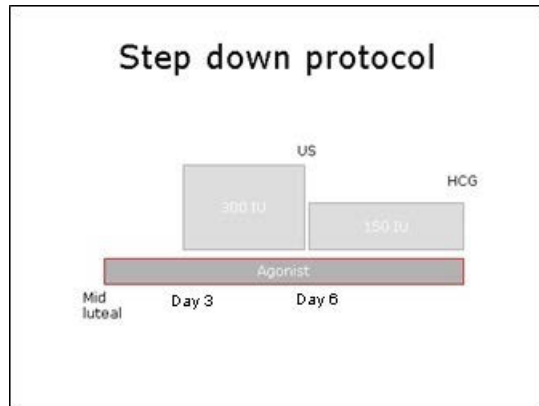 Step down protocol
US
HCG
300 IU
150 IU
Agonist
Mid
luteal
Day 3
Day 6